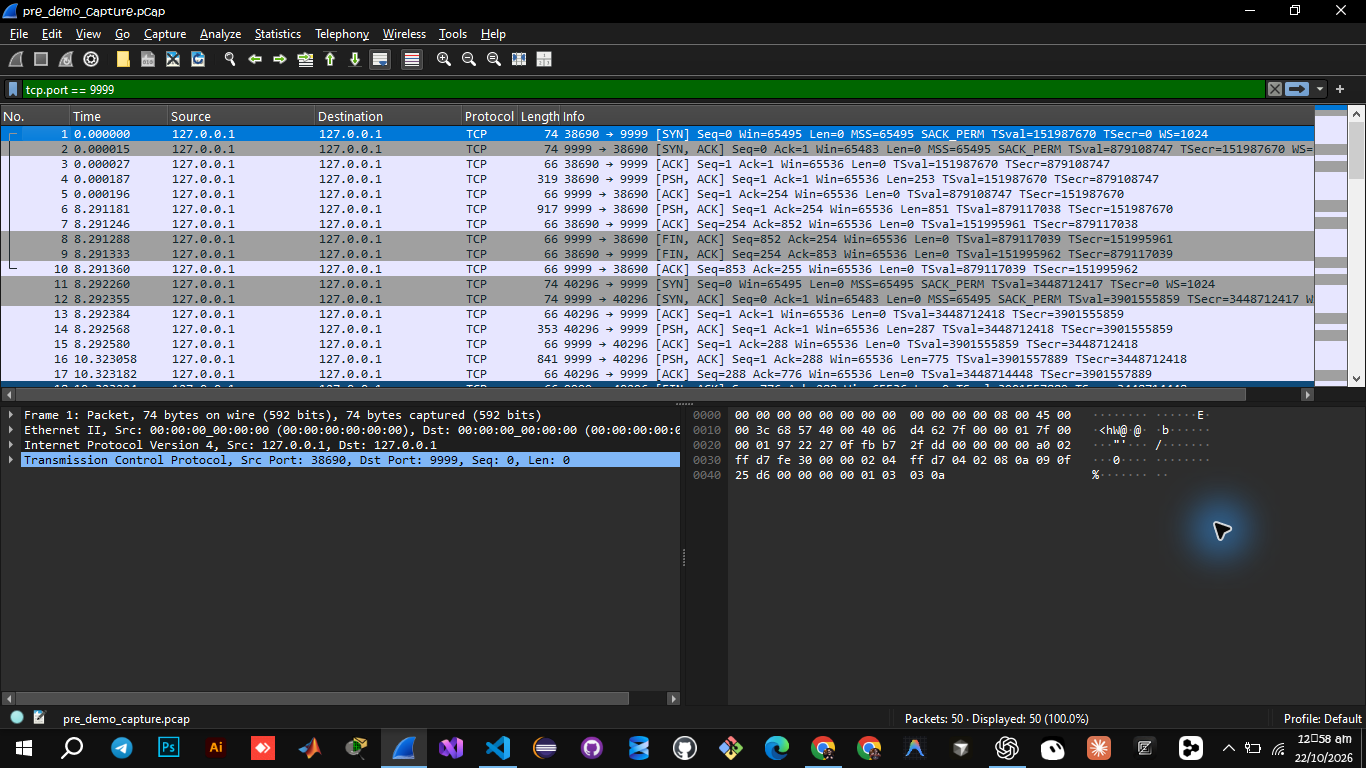 pre_demo_capture.pcap
File Edit View Go Capture Analyze Statistics Telephony Wireless Tools Help
tcp.port == 9999
No. Time Source Destination Protocol Length Info
1 0.000000 127.0.0.1 127.0.0.1 TCP 74 38690 → 9999 [SYN] Seq=0 Win=65495 Len=0 MSS=65495 SACK_PERM TSval=151987670 TSecr=0 WS=1024
2 0.000015 127.0.0.1 127.0.0.1 TCP 74 9999 → 38690 [SYN, ACK] Seq=0 Ack=1 Win=65483 Len=0 MSS=65495 SACK_PERM TSval=879108747 TSecr=151987670 WS=
3 0.000027 127.0.0.1 127.0.0.1 TCP 66 38690 → 9999 [ACK] Seq=1 Ack=1 Win=65536 Len=0 TSval=151987670 TSecr=879108747
4 0.000187 127.0.0.1 127.0.0.1 TCP 319 38690 → 9999 [PSH, ACK] Seq=1 Ack=1 Win=65536 Len=253 TSval=151987670 TSecr=879108747
5 0.000196 127.0.0.1 127.0.0.1 TCP 66 9999 → 38690 [ACK] Seq=1 Ack=254 Win=65536 Len=0 TSval=879108747 TSecr=151987670
6 8.291181 127.0.0.1 127.0.0.1 TCP 917 9999 → 38690 [PSH, ACK] Seq=1 Ack=254 Win=65536 Len=851 TSval=879117038 TSecr=151987670
7 8.291246 127.0.0.1 127.0.0.1 TCP 66 38690 → 9999 [ACK] Seq=254 Ack=852 Win=65536 Len=0 TSval=151995961 TSecr=879117038
8 8.291288 127.0.0.1 127.0.0.1 TCP 66 9999 → 38690 [FIN, ACK] Seq=852 Ack=254 Win=65536 Len=0 TSval=879117039 TSecr=151995961
9 8.291333 127.0.0.1 127.0.0.1 TCP 66 38690 → 9999 [FIN, ACK] Seq=254 Ack=853 Win=65536 Len=0 TSval=151995962 TSecr=879117039
10 8.291360 127.0.0.1 127.0.0.1 TCP 66 9999 → 38690 [ACK] Seq=853 Ack=255 Win=65536 Len=0 TSval=879117039 TSecr=151995962
11 8.292260 127.0.0.1 127.0.0.1 TCP 74 40296 → 9999 [SYN] Seq=0 Win=65495 Len=0 MSS=65495 SACK_PERM TSval=3448712417 TSecr=0 WS=1024
12 8.292355 127.0.0.1 127.0.0.1 TCP 74 9999 → 40296 [SYN, ACK] Seq=0 Ack=1 Win=65483 Len=0 MSS=65495 SACK_PERM TSval=3901555859 TSecr=3448712417 W
13 8.292384 127.0.0.1 127.0.0.1 TCP 66 40296 → 9999 [ACK] Seq=1 Ack=1 Win=65536 Len=0 TSval=3448712418 TSecr=3901555859
14 8.292568 127.0.0.1 127.0.0.1 TCP 353 40296 → 9999 [PSH, ACK] Seq=1 Ack=1 Win=65536 Len=287 TSval=3448712418 TSecr=3901555859
15 8.292580 127.0.0.1 127.0.0.1 TCP 66 9999 → 40296 [ACK] Seq=1 Ack=288 Win=65536 Len=0 TSval=3901555859 TSecr=3448712418
16 10.323058 127.0.0.1 127.0.0.1 TCP 841 9999 → 40296 [PSH, ACK] Seq=1 Ack=288 Win=65536 Len=775 TSval=3901557889 TSecr=3448712418
17 10.323182 127.0.0.1 127.0.0.1 TCP 66 40296 → 9999 [ACK] Seq=288 Ack=776 Win=65536 Len=0 TSval=3448714448 TSecr=3901557889
Frame 1: Packet, 74 bytes on wire (592 bits), 74 bytes captured (592 bits)
Ethernet II, Src: 00:00:00_00:00:00 (00:00:00:00:00:00), Dst: 00:00:00_00:00:00 (00:00:00:0
Internet Protocol Version 4, Src: 127.0.0.1, Dst: 127.0.0.1
Transmission Control Protocol, Src Port: 38690, Dst Port: 9999, Seq: 0, Len: 0
0000 00 00 00 00 00 00 00 00 00 00 00 00 08 00 45 00 ········ ······E·
0010 00 3c 68 57 40 00 40 06 d4 62 7f 00 00 01 7f 00 ·<hW@·@· ·b······
0020 00 01 97 22 27 0f fb b7 2f dd 00 00 00 00 a0 02 ···"'··· /·······
0030 ff d7 fe 30 00 00 02 04 ff d7 04 02 08 0a 09 0f ···0···· ········
0040 25 d6 00 00 00 00 01 03 03 0a %······· ··
pre_demo_capture.pcap
Packets: 50 · Displayed: 50 (100.0%)
Profile: Default
Ps
Ai
12□58 am
22/10/2026